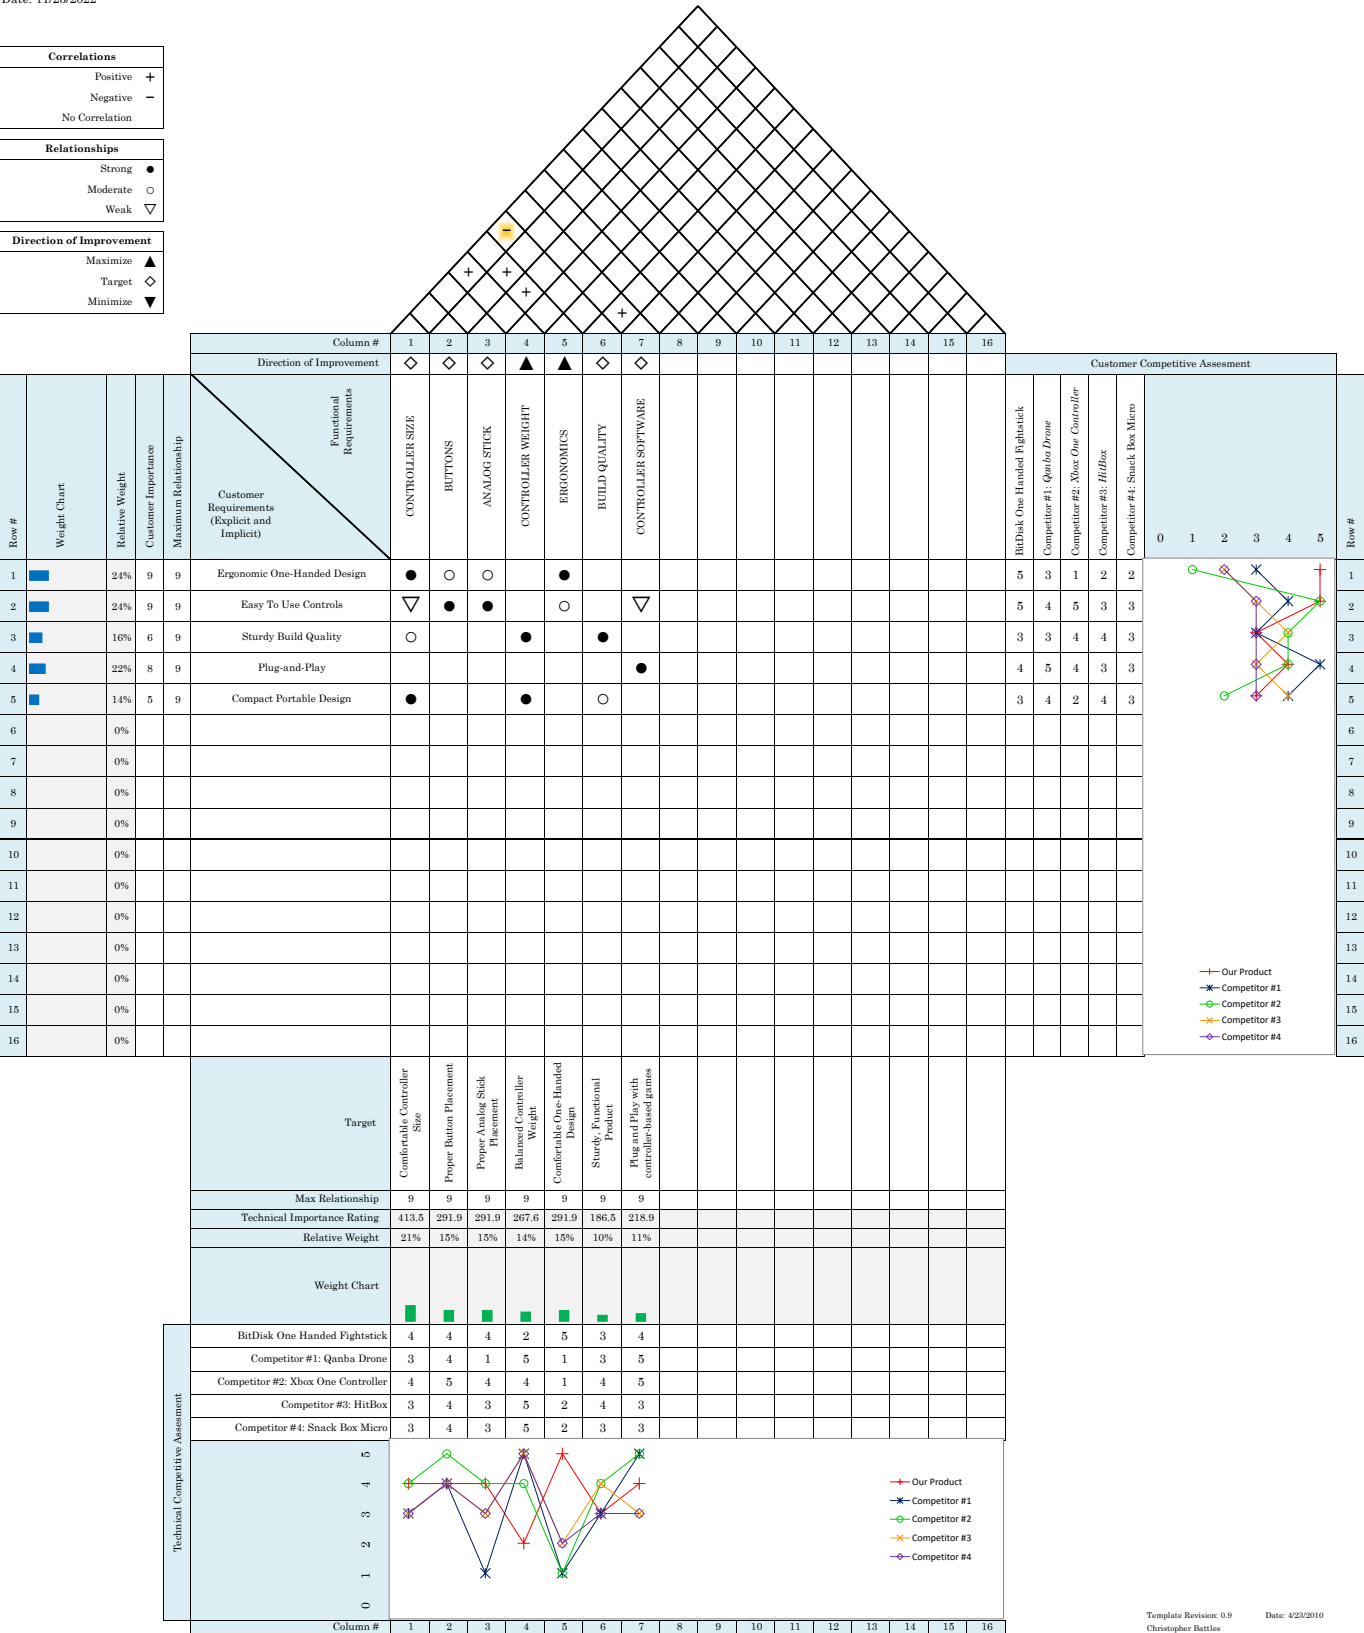 Date: 11/28/2022
Correlations
Positive +
Negative −
No Correlation
Relationships
Strong ●
Moderate ○
Weak ▽
Direction of Improvement
Maximize ▲
Target ◇
Minimize ▼
−
+ +
+
+
Column # 1 2 3 4 5 6 7 8 9 10 11 12 13 14 15 16
Direction of Improvement ◇ ◇ ◇ ▲ ▲ ◇ ◇
Customer Competitive Assesment
Row #
Weight Chart
Relative Weight
Customer Importance
Maximum Relationship
Functional
Requirements
Customer
Requirements
(Explicit and
Implicit)
CONTROLLER SIZE
BUTTONS
ANALOG STICK
CONTROLLER WEIGHT
ERGONOMICS
BUILD QUALITY
CONTROLLER SOFTWARE
BitDisk One Handed Fightstick
Competitor #1: Qanba Drone
Competitor #2: Xbox One Controller
Competitor #3: HitBox
Competitor #4: Snack Box Micro
0 1 2 3 4 5
Row #
1 24% 9 9 Ergonomic One-Handed Design ● ○ ○ ● 5 3 1 2 2 1
2 24% 9 9 Easy To Use Controls ▽ ● ● ○ ▽ 5 4 5 3 3 2
3 16% 6 9 Sturdy Build Quality ○ ● ● 3 3 4 4 3 3
4 22% 8 9 Plug-and-Play ● 4 5 4 3 3 4
5 14% 5 9 Compact Portable Design ● ● ○ 3 4 2 4 3 5
6 0% 6
7 0% 7
8 0% 8
9 0% 9
10 0% 10
11 0% 11
12 0% 12
13 0% 13
14 0% 14
15 0% 15
16 0% 16
Our Product
Competitor #1
Competitor #2
Competitor #3
Competitor #4
Target
Comfortable Controller
Size
Proper Button Placement
Proper Analog Stick
Placement
Balanced Controller
Weight
Comfortable One-Handed
Design
Sturdy, Functional
Product
Plug and Play with
controller-based games
Max Relationship 9 9 9 9 9 9 9
Technical Importance Rating 413.5 291.9 291.9 267.6 291.9 186.5 218.9
Relative Weight 21% 15% 15% 14% 15% 10% 11%
Weight Chart
Technical Competitive Assesment
BitDisk One Handed Fightstick 4 4 4 2 5 3 4
Competitor #1: Qanba Drone 3 4 1 5 1 3 5
Competitor #2: Xbox One Controller 4 5 4 4 1 4 5
Competitor #3: HitBox 3 4 3 5 2 4 3
Competitor #4: Snack Box Micro 3 4 3 5 2 3 3
5
4
3
2
1
0
Our Product
Competitor #1
Competitor #2
Competitor #3
Competitor #4
Column # 1 2 3 4 5 6 7 8 9 10 11 12 13 14 15 16
Template Revision: 0.9 Date: 4/23/2010
Christopher Battles